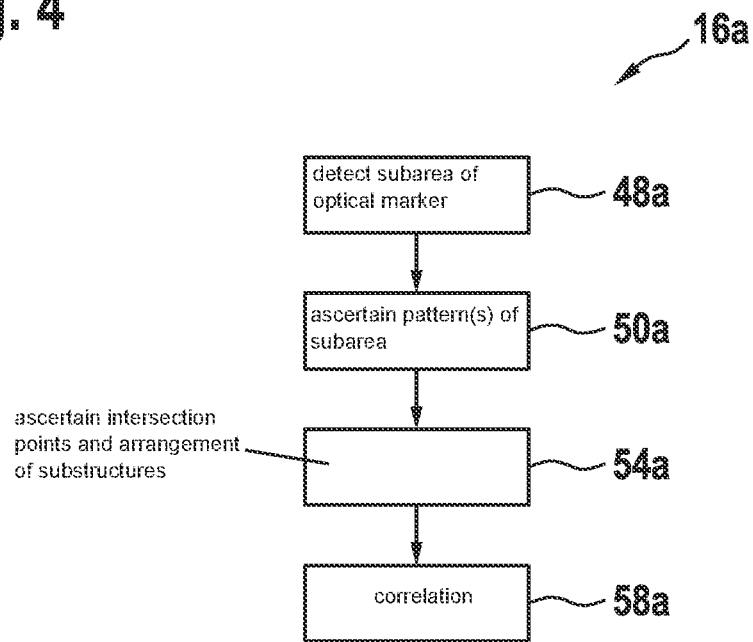 . 4
16a
detect subarea of
optical marker
48a
ascertain pattern(s) of
subarea
50a
ascertain intersection
points and arrangement
of substructures
54a
correlation
58a